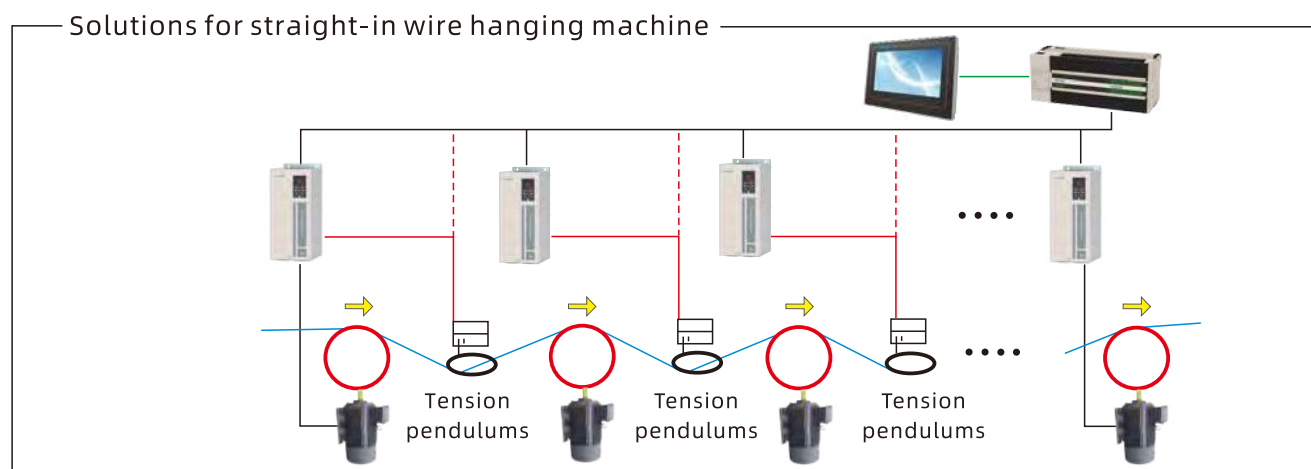 Solutions for straight-in wire hanging machine
Tension
pendulums
Tension
pendulums
Tension
pendulums